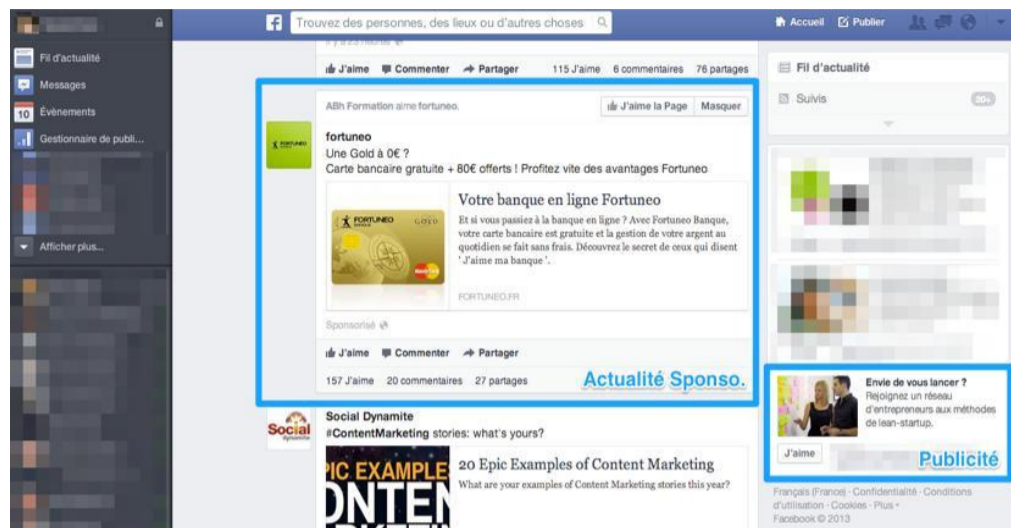 Trouvez des personnes, des lieux ou d'autres choses
Accueil
Publier
Fil d'actualité
Messages
10
Évènements
Gestionnaire de publi...
Afficher plus...
J'aime Commenter Partager 115 J'aime 6 commentaires 76 partages
ABh Formation aime fortuneo.
J'aime la Page Masquer
FORTUNEO
fortuneo
Une Gold à 0€ ?
Carte bancaire gratuite + 80€ offerts ! Profitez vite des avantages Fortuneo
FORTUNEO GOLD
MasterCard
Votre banque en ligne Fortuneo
Et si vous passiez à la banque en ligne ? Avec Fortuneo Banque,
votre carte bancaire est gratuite et la gestion de votre argent au
quotidien se fait sans frais. Découvrez le secret de ceux qui disent
' J'aime ma banque '.
FORTUNEO.FR
Sponsorisé
J'aime Commenter Partager
157 J'aime 20 commentaires 27 partages
Actualité Sponso.
Social
dynamite
Social Dynamite
#ContentMarketing stories: what's yours?
PIC EXAMPLE
ONTEN
MARKETI
20 Epic Examples of Content Marketing
What are your examples of Content Marketing stories this year?
Fil d'actualité
Suivis 20+
Envie de vous lancer ?
Rejoignez un réseau
d'entrepreneurs aux méthodes
de lean-startup.
J'aime
Publicité
Français (France) · Confidentialité · Conditions
d'utilisation · Cookies · Plus
Facebook © 2013